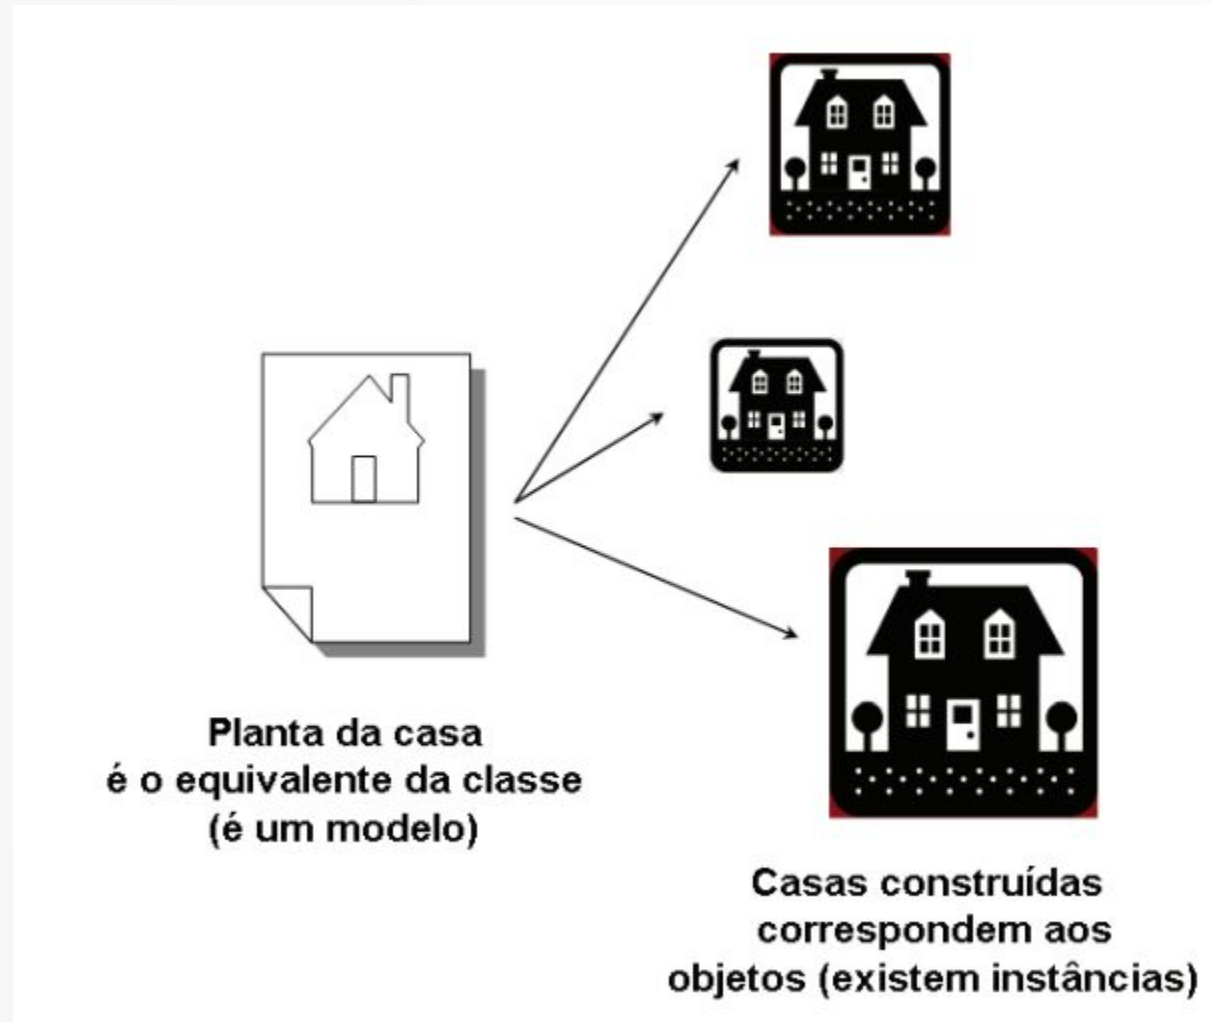 Planta da casa
é o equivalente da classe
(é um modelo)
Casas construídas
correspondem aos
objetos (existem instâncias)